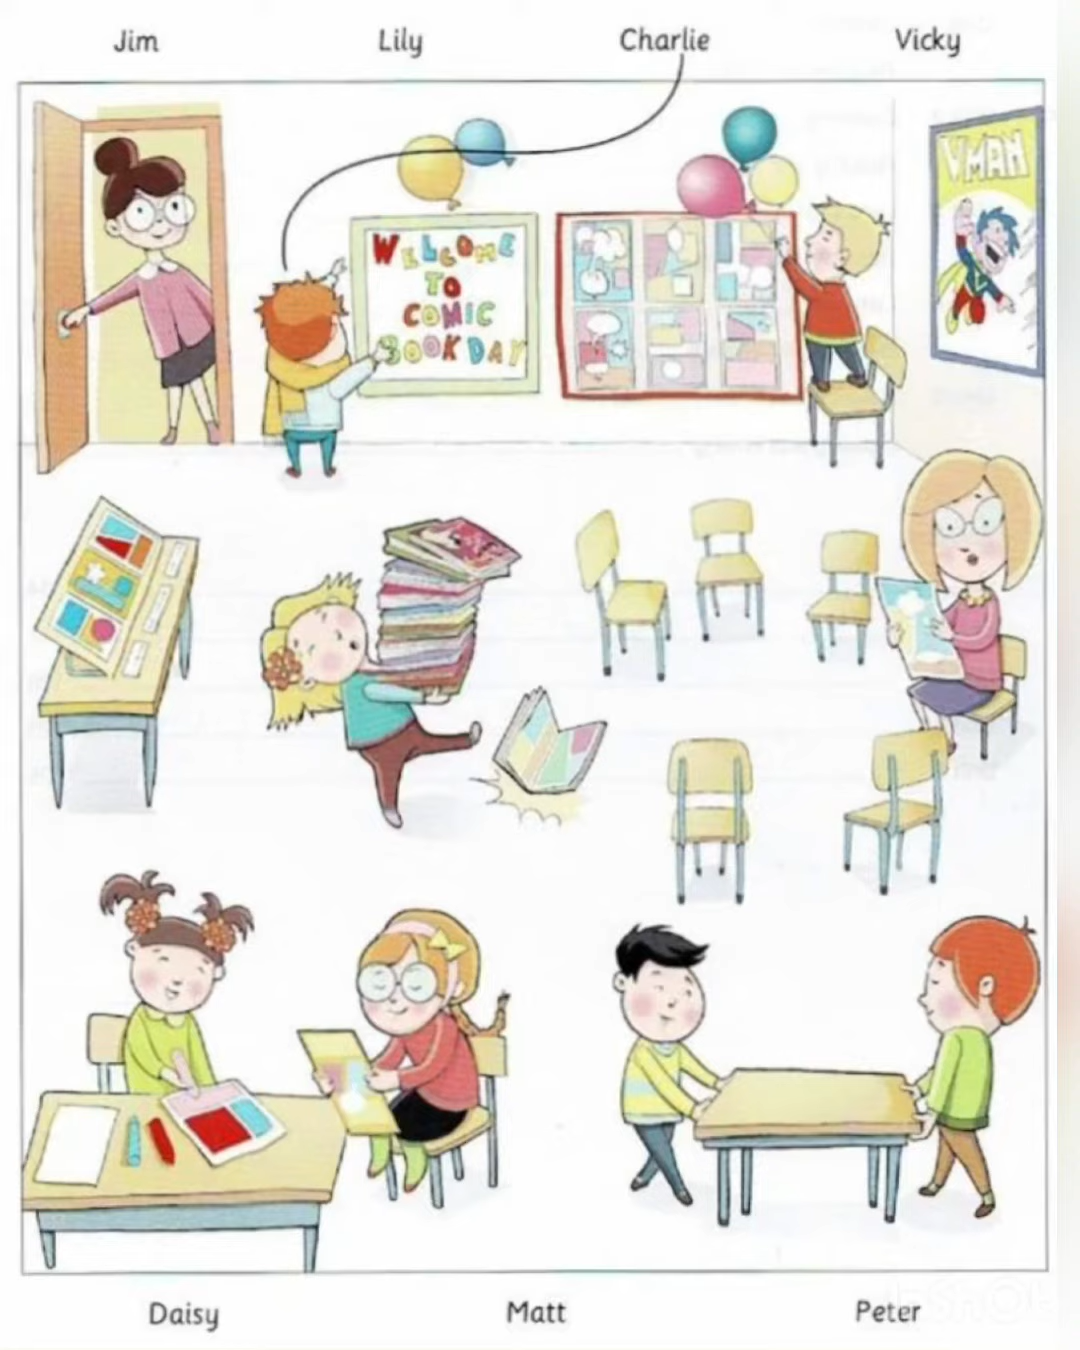 Jim Lily Charlie Vicky
VMAN
WELCOME
TO
COMIC
BOOK DAY
Daisy Matt Peter